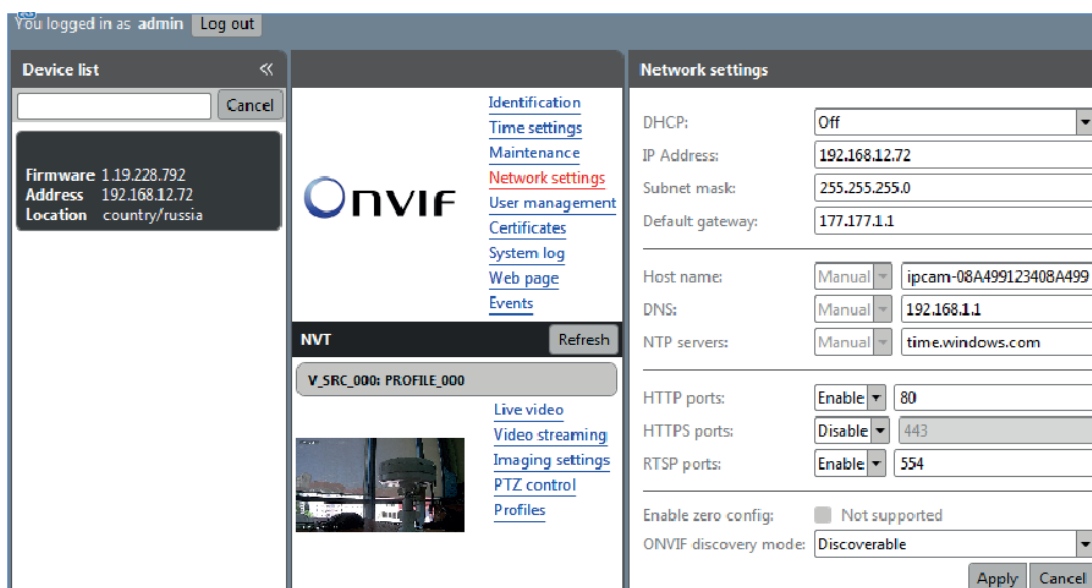 You logged in as admin Log out
Device list
Cancel
Firmware 1.19.228.792
Address 192.168.12.72
Location country/russia
ONVIF
Identification
Time settings
Maintenance
Network settings
User management
Certificates
System log
Web page
Events
NVT Refresh
V_SRC_000: PROFILE_000
Live video
Video streaming
Imaging settings
PTZ control
Profiles
Network settings
DHCP: Off
IP Address: 192.168.12.72
Subnet mask: 255.255.255.0
Default gateway: 177.177.1.1
Host name: Manual ipcam-08A499123408A499
DNS: Manual 192.168.1.1
NTP servers: Manual time.windows.com
HTTP ports: Enable 80
HTTPS ports: Disable 443
RTSP ports: Enable 554
Enable zero config: Not supported
ONVIF discovery mode: Discoverable
Apply Cancel